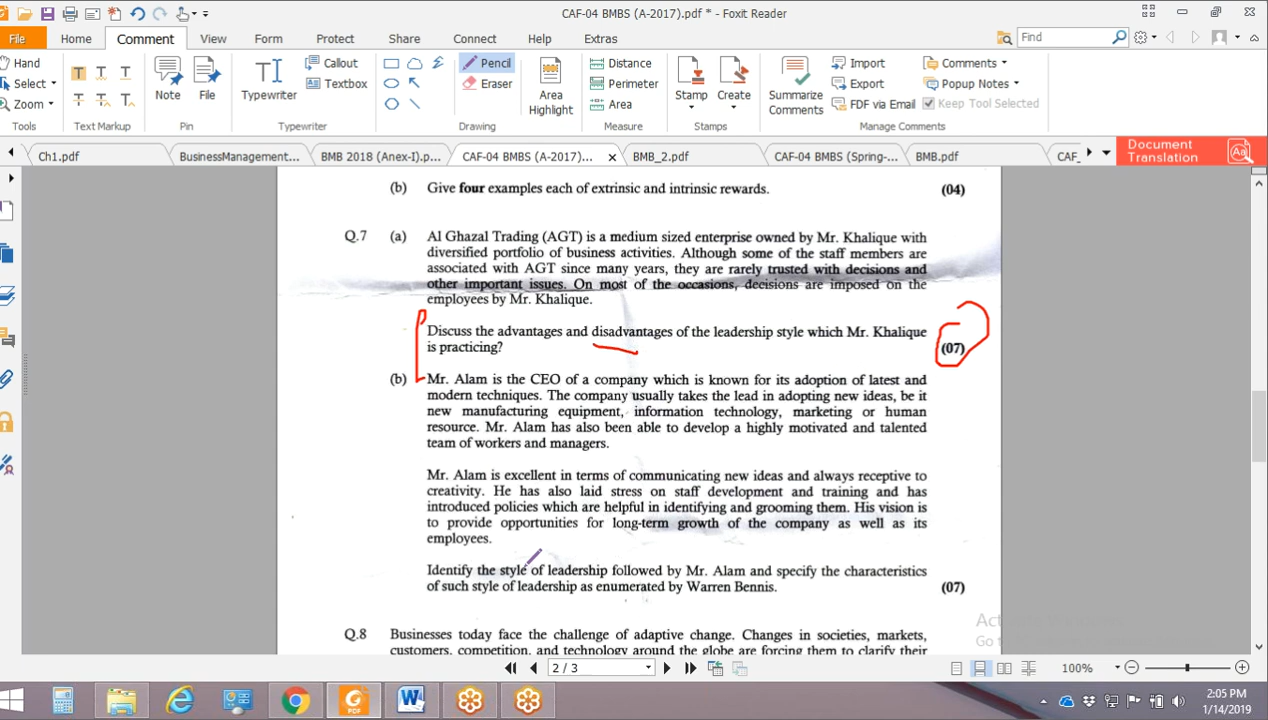 CAF-04 BMBS (A-2017).pdf * - Foxit Reader
File Home Comment View Form Protect Share Connect Help Extras Find
Hand
Select
Zoom
Tools
Text Markup
Note
File
Pin
Typewriter
Callout
Textbox
Typewriter
Pencil
Eraser
Area
Highlight
Drawing
Distance
Perimeter
Area
Measure
Stamp
Create
Stamps
Summarize
Comments
Import
Export
FDF via Email
Comments
Popup Notes
Keep Tool Selected
Manage Comments
Ch1.pdf BusinessManagement... BMB 2018 (Anex-I).p... CAF-04 BMBS (A-2017)... BMB_2.pdf CAF-04 BMBS (Spring-... BMB.pdf CAF_
Document
Translation
(b) Give four examples each of extrinsic and intrinsic rewards. (04)
Q.7 (a) Al Ghazal Trading (AGT) is a medium sized enterprise owned by Mr. Khalique with
diversified portfolio of business activities. Although some of the staff members are
associated with AGT since many years, they are rarely trusted with decisions and
other important issues. On most of the occasions, decisions are imposed on the
employees by Mr. Khalique.
Discuss the advantages and disadvantages of the leadership style which Mr. Khalique
is practicing? (07)
(b) Mr. Alam is the CEO of a company which is known for its adoption of latest and
modern techniques. The company usually takes the lead in adopting new ideas, be it
new manufacturing equipment, information technology, marketing or human
resource. Mr. Alam has also been able to develop a highly motivated and talented
team of workers and managers.
Mr. Alam is excellent in terms of communicating new ideas and always receptive to
creativity. He has also laid stress on staff development and training and has
introduced policies which are helpful in identifying and grooming them. His vision is
to provide opportunities for long-term growth of the company as well as its
employees.
Identify the style of leadership followed by Mr. Alam and specify the characteristics
of such style of leadership as enumerated by Warren Bennis. (07)
Q.8 Businesses today face the challenge of adaptive change. Changes in societies, markets,
customers, competition, and technology around the globe are forcing them to clarify their
2 / 3
100%
2:05 PM
1/14/2019